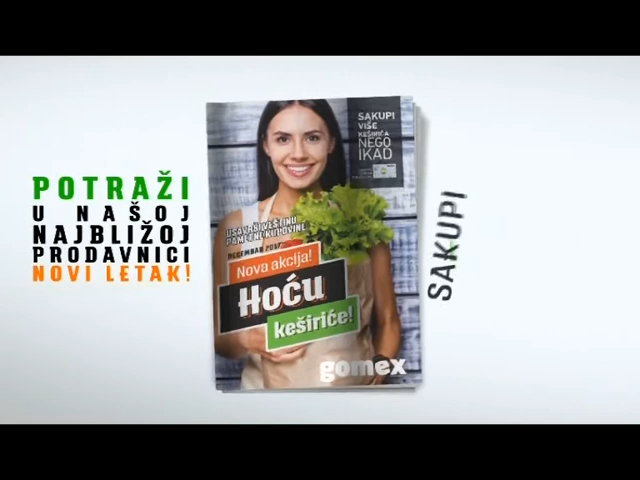 POTRAŽI
U NAŠOJ
NAJBLIŽOJ
PRODAVNICI
NOVI LETAK!
SAKUPI
VIŠE
KEŠIRIĆA
NEGO
IKAD
USAVRŠI VEŠTINU
PAMETNE KUPOVINE
DECEMBAR 2017.
Nova akcija!
Hoću
keširiće!
gomex
SAKUPI